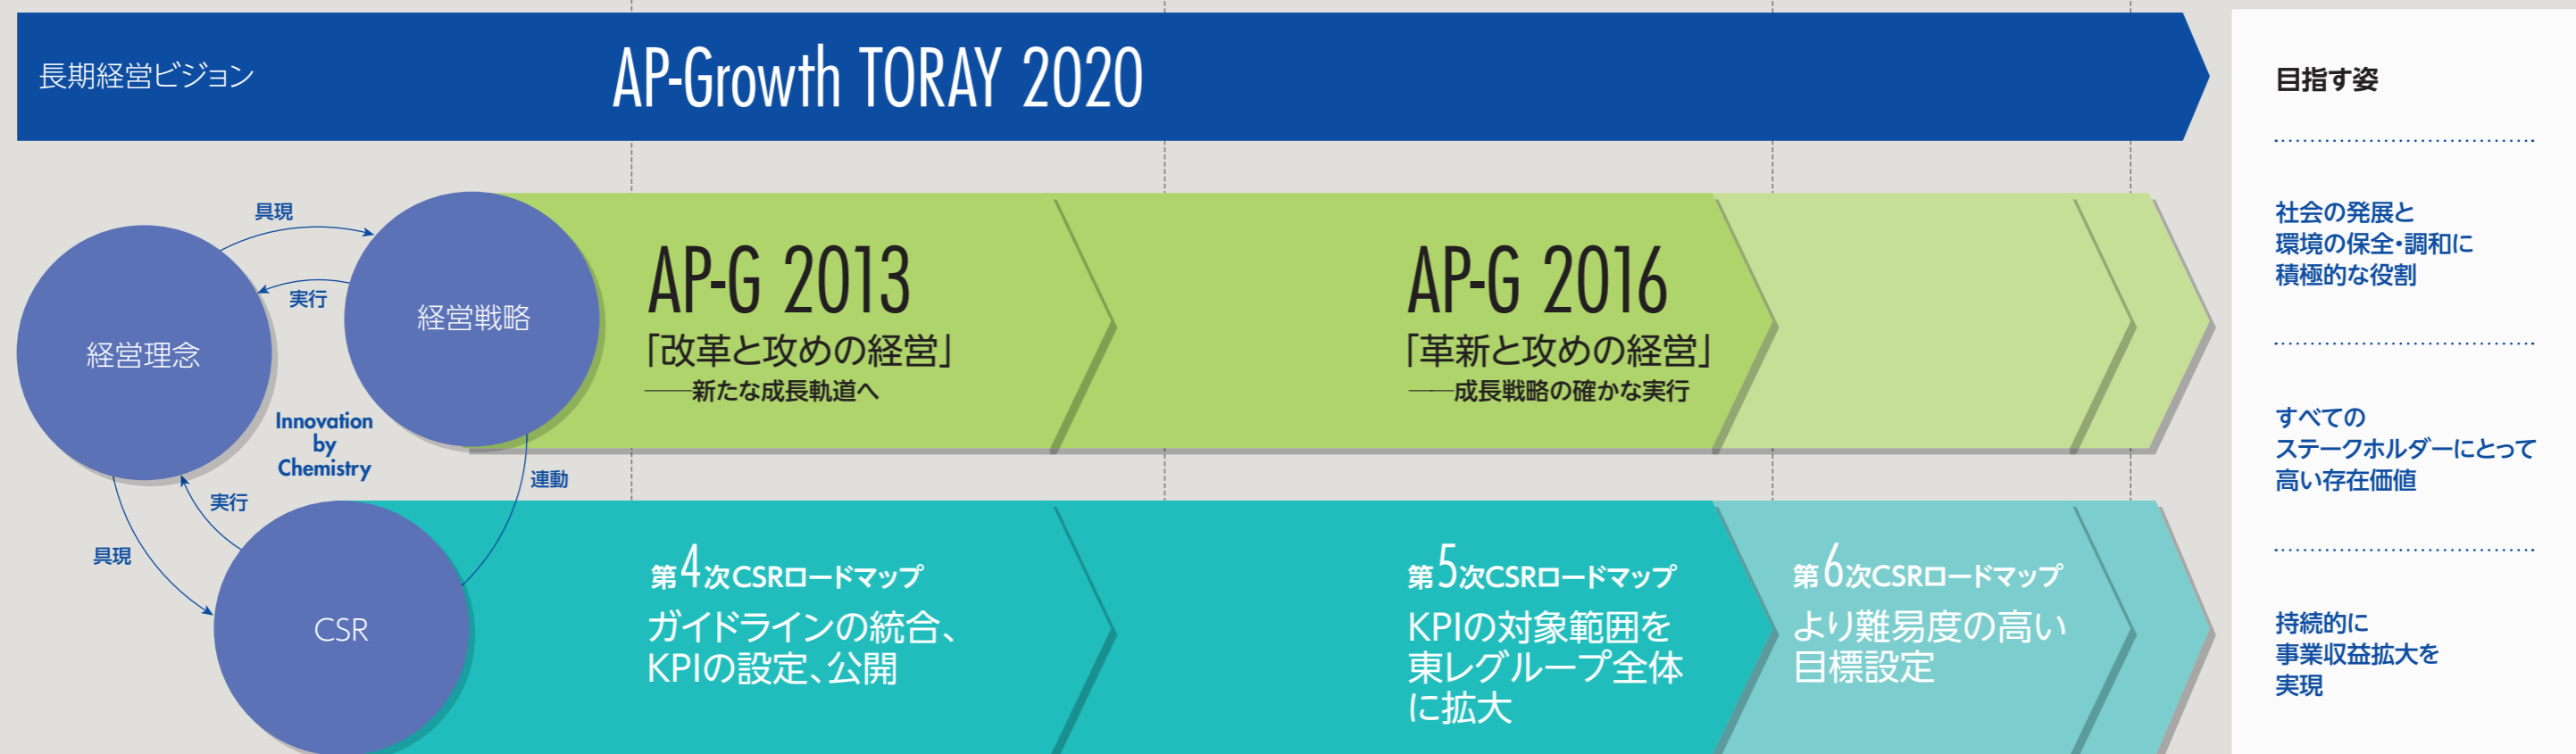 長期経営ビジョン
AP-Growth TORAY 2020
具現
実行
経営理念
経営戦略
Innovation
by
Chemistry
連動
実行
具現
CSR
AP-G 2013
「改革と攻めの経営」
──新たな成長軌道へ
AP-G 2016
「革新と攻めの経営」
──成長戦略の確かな実行
第4次CSRロードマップ
ガイドラインの統合、
KPIの設定、公開
第5次CSRロードマップ
KPIの対象範囲を
東レグループ全体
に拡大
第6次CSRロードマップ
より難易度の高い
目標設定
目指す姿
社会の発展と
環境の保全・調和に
積極的な役割
すべての
ステークホルダーにとって
高い存在価値
持続的に
事業収益拡大を
実現